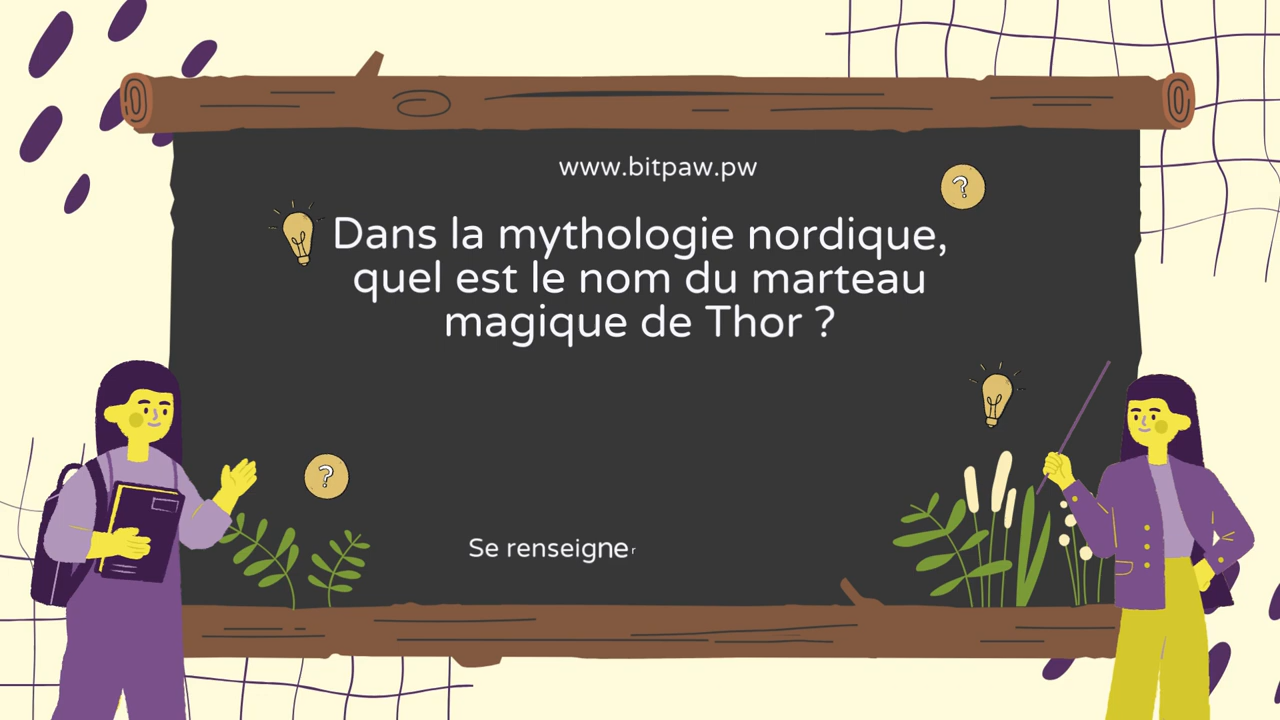 www.bitpaw.pw
?
Dans la mythologie nordique,
quel est le nom du marteau
magique de Thor ?
?
Se renseigner